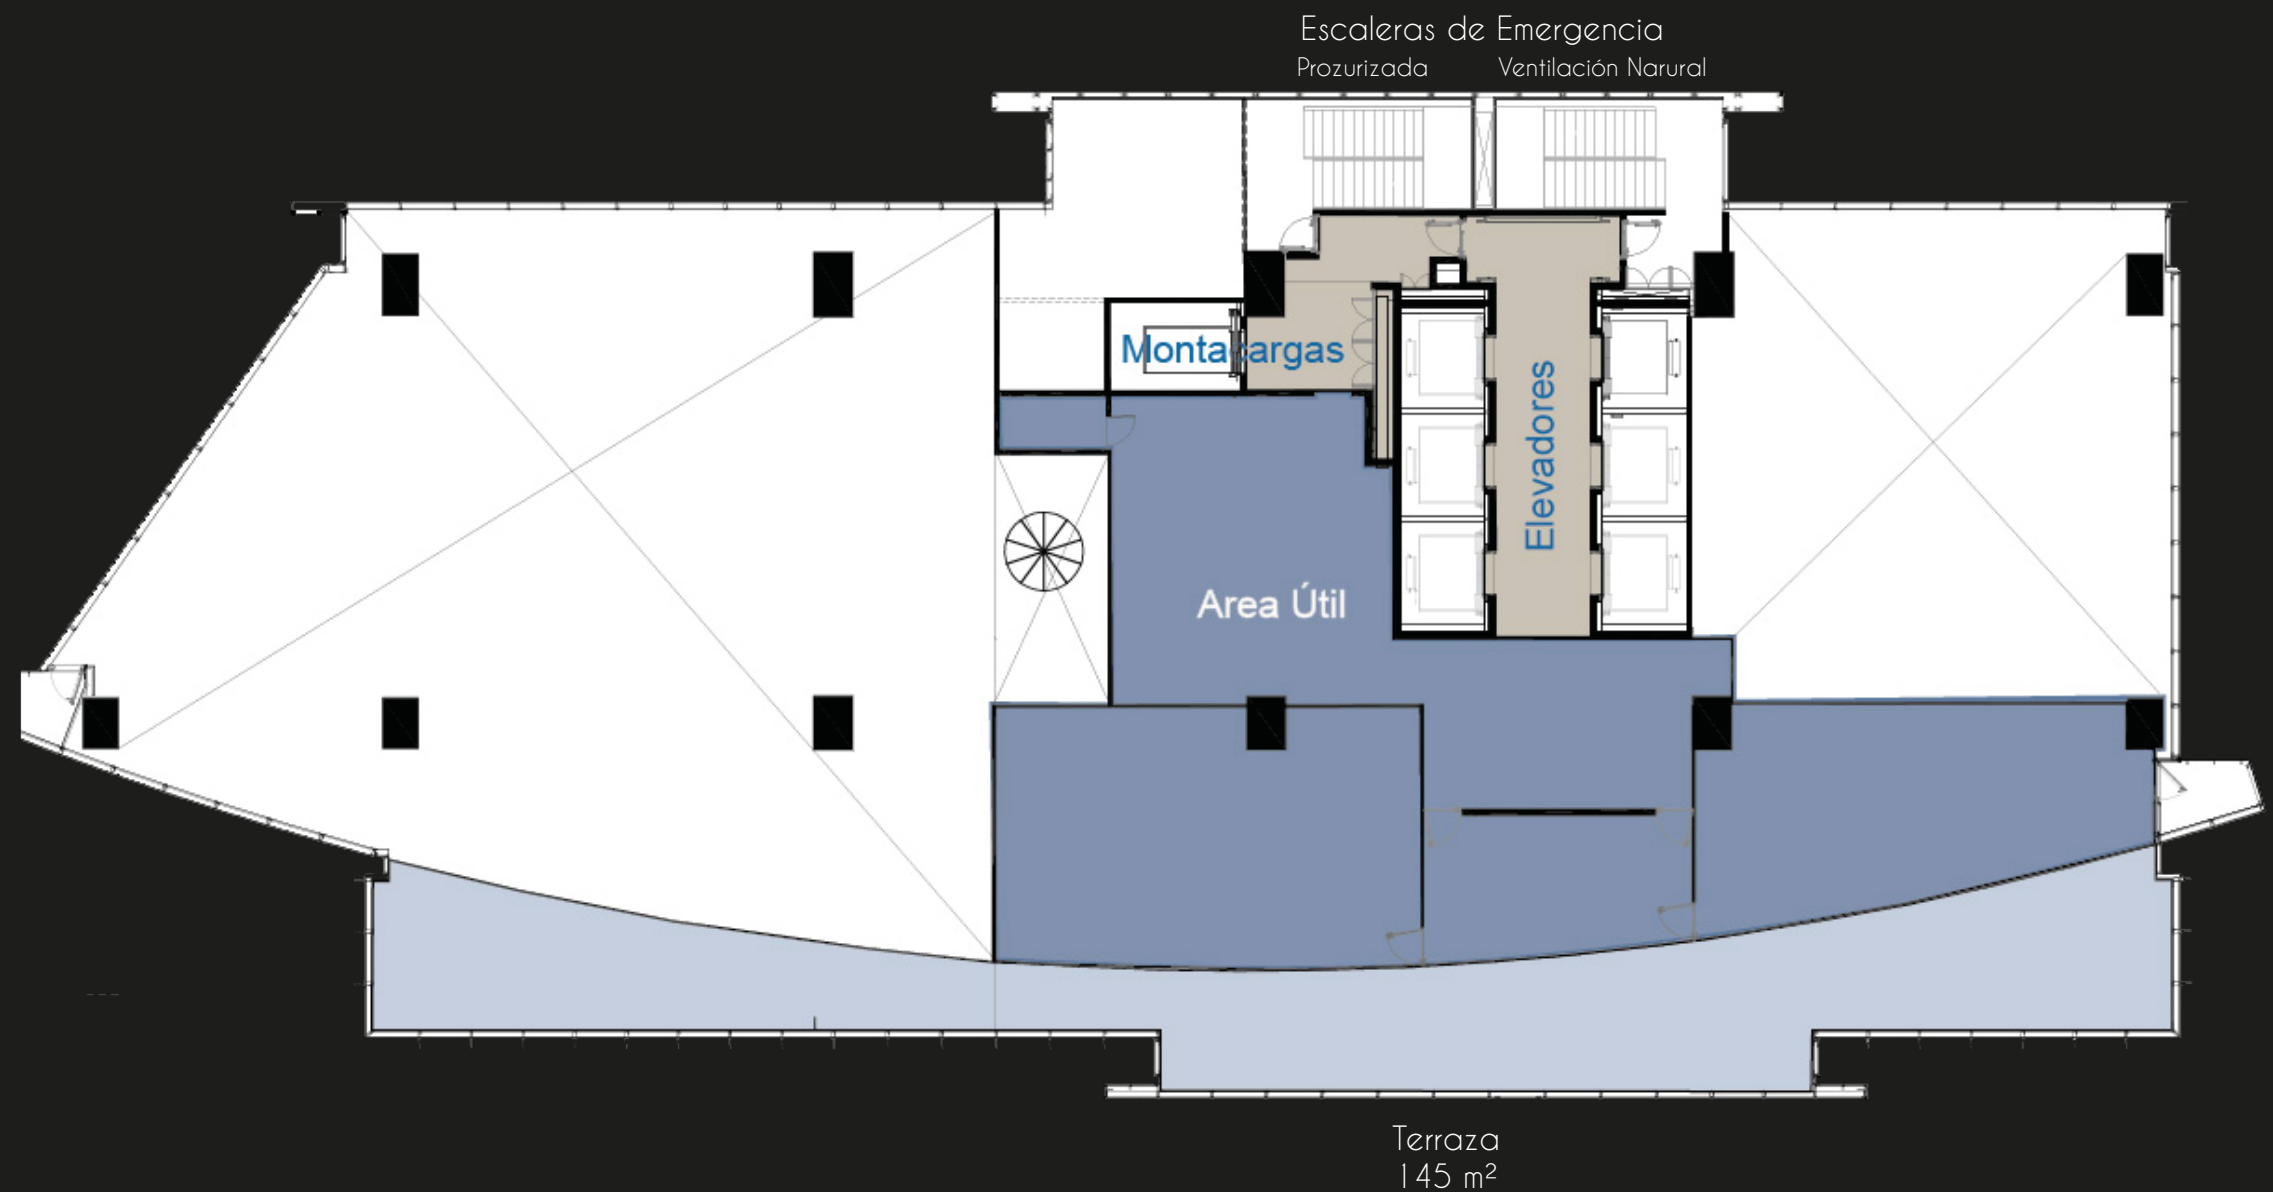 Escaleras de Emergencia
Prozurizada Ventilación Narural
Montacargas
Elevadores
Area Útil
Terraza
145 m²